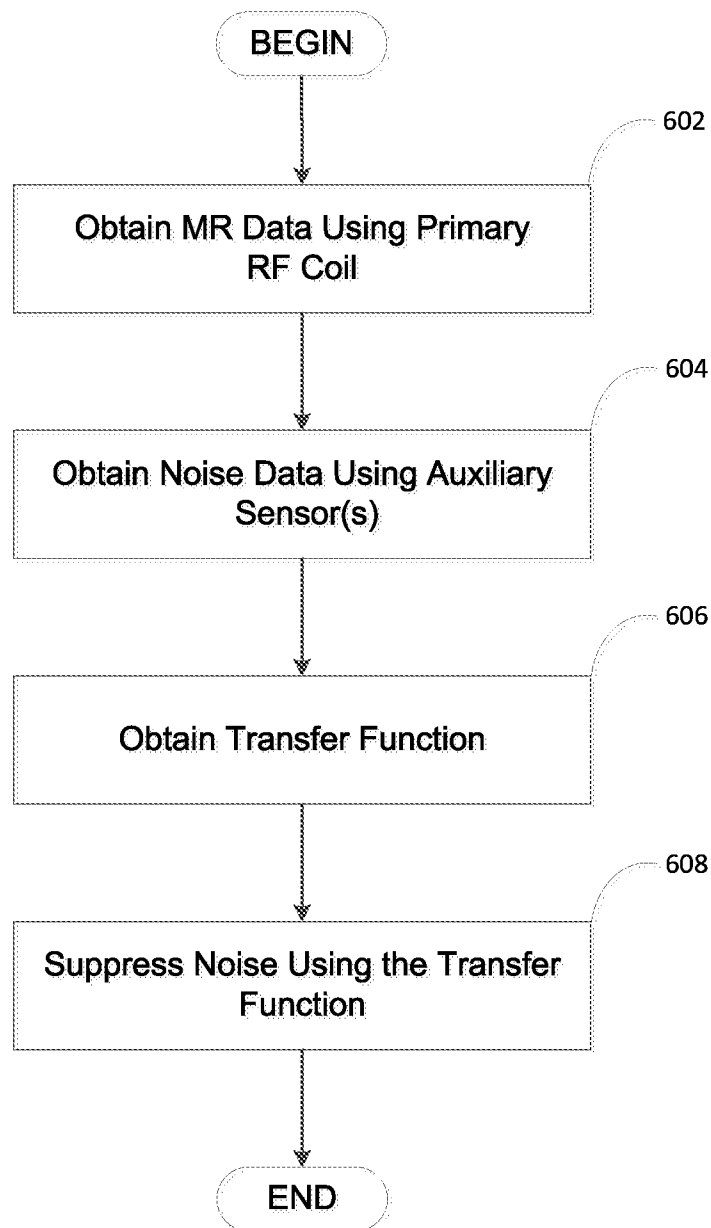 BEGIN
602
Obtain MR Data Using Primary
RF Coil
604
Obtain Noise Data Using Auxiliary
Sensor(s)
606
Obtain Transfer Function
608
Suppress Noise Using the Transfer
Function
END